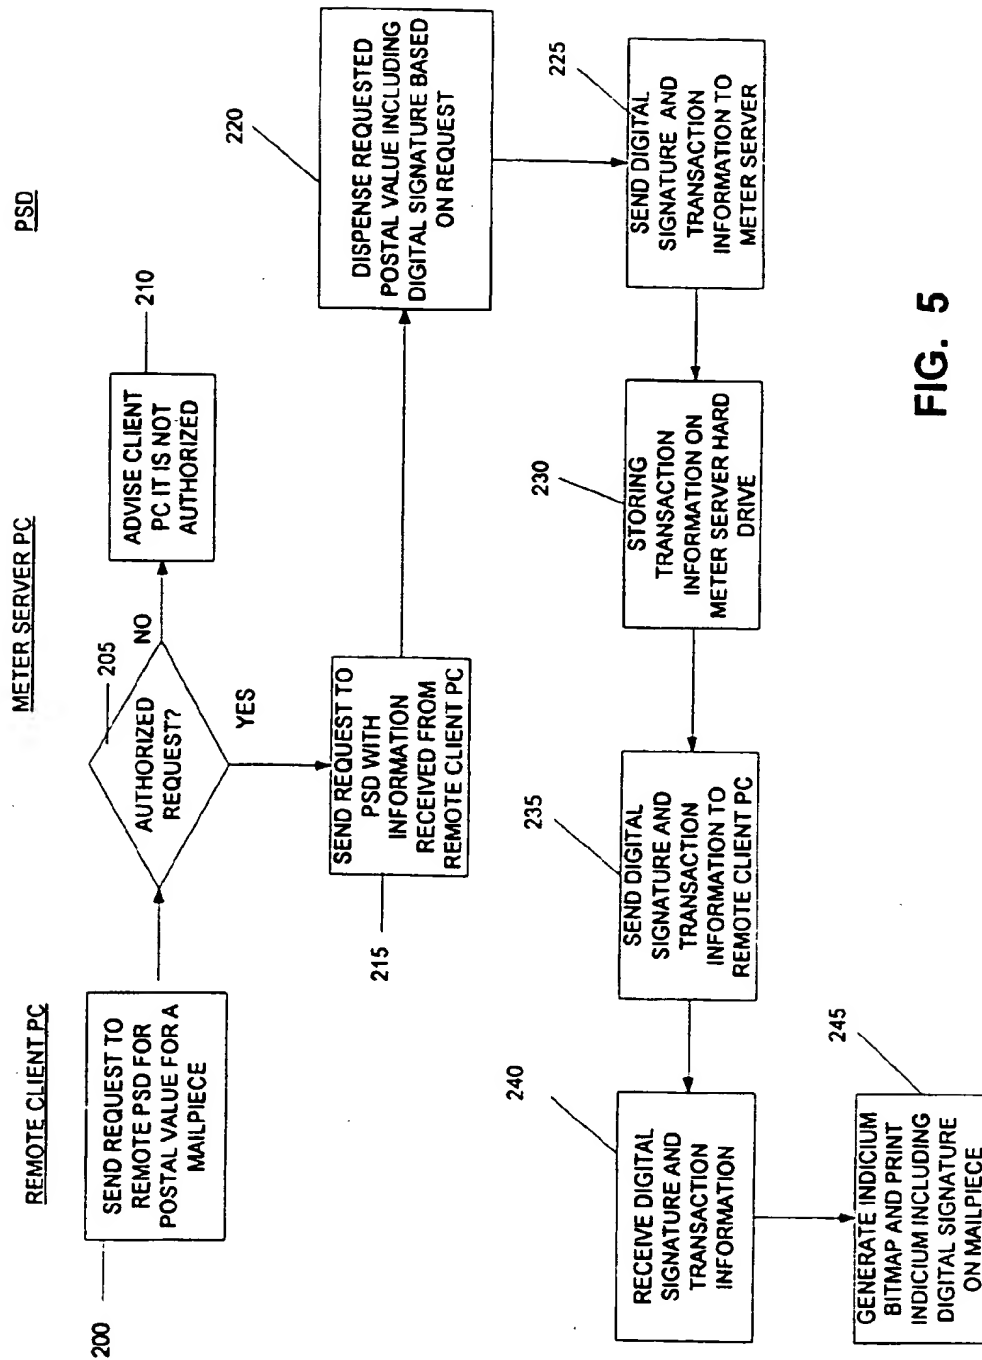 REMOTE CLIENT PC
METER SERVER PC
PSD
200
SEND REQUEST TO
REMOTE PSD FOR
POSTAL VALUE FOR A
MAILPIECE
205
AUTHORIZED
REQUEST?
NO
YES
210
ADVISE CLIENT
PC IT IS NOT
AUTHORIZED
215
SEND REQUEST TO
PSD WITH
INFORMATION
RECEIVED FROM
REMOTE CLIENT PC
220
DISPENSE REQUESTED
POSTAL VALUE INCLUDING
DIGITAL SIGNATURE BASED
ON REQUEST
225
SEND DIGITAL
SIGNATURE AND
TRANSACTION
INFORMATION TO
METER SERVER
230
STORING
TRANSACTION
INFORMATION ON
METER SERVER HARD
DRIVE
235
SEND DIGITAL
SIGNATURE AND
TRANSACTION
INFORMATION TO
REMOTE CLIENT PC
240
RECEIVE DIGITAL
SIGNATURE AND
TRANSACTION
INFORMATION
245
GENERATE INDICIUM
BITMAP AND PRINT
INDICIUM INCLUDING
DIGITAL SIGNATURE
ON MAILPIECE
FIG. 5